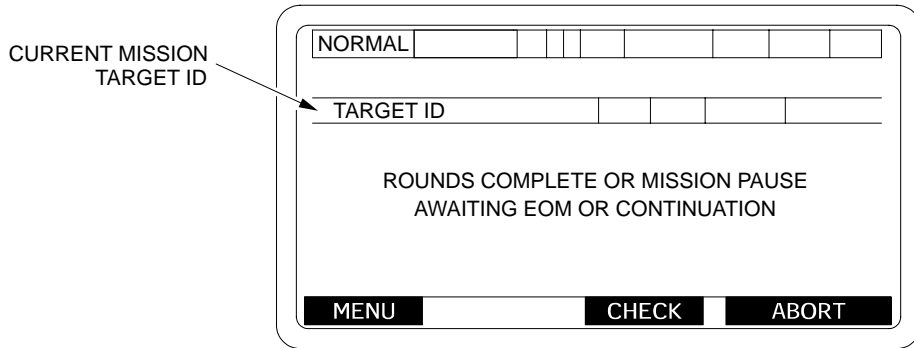 CURRENT MISSION
TARGET ID
NORMAL
TARGET ID
ROUNDS COMPLETE OR MISSION PAUSE
AWAITING EOM OR CONTINUATION
MENU CHECK ABORT